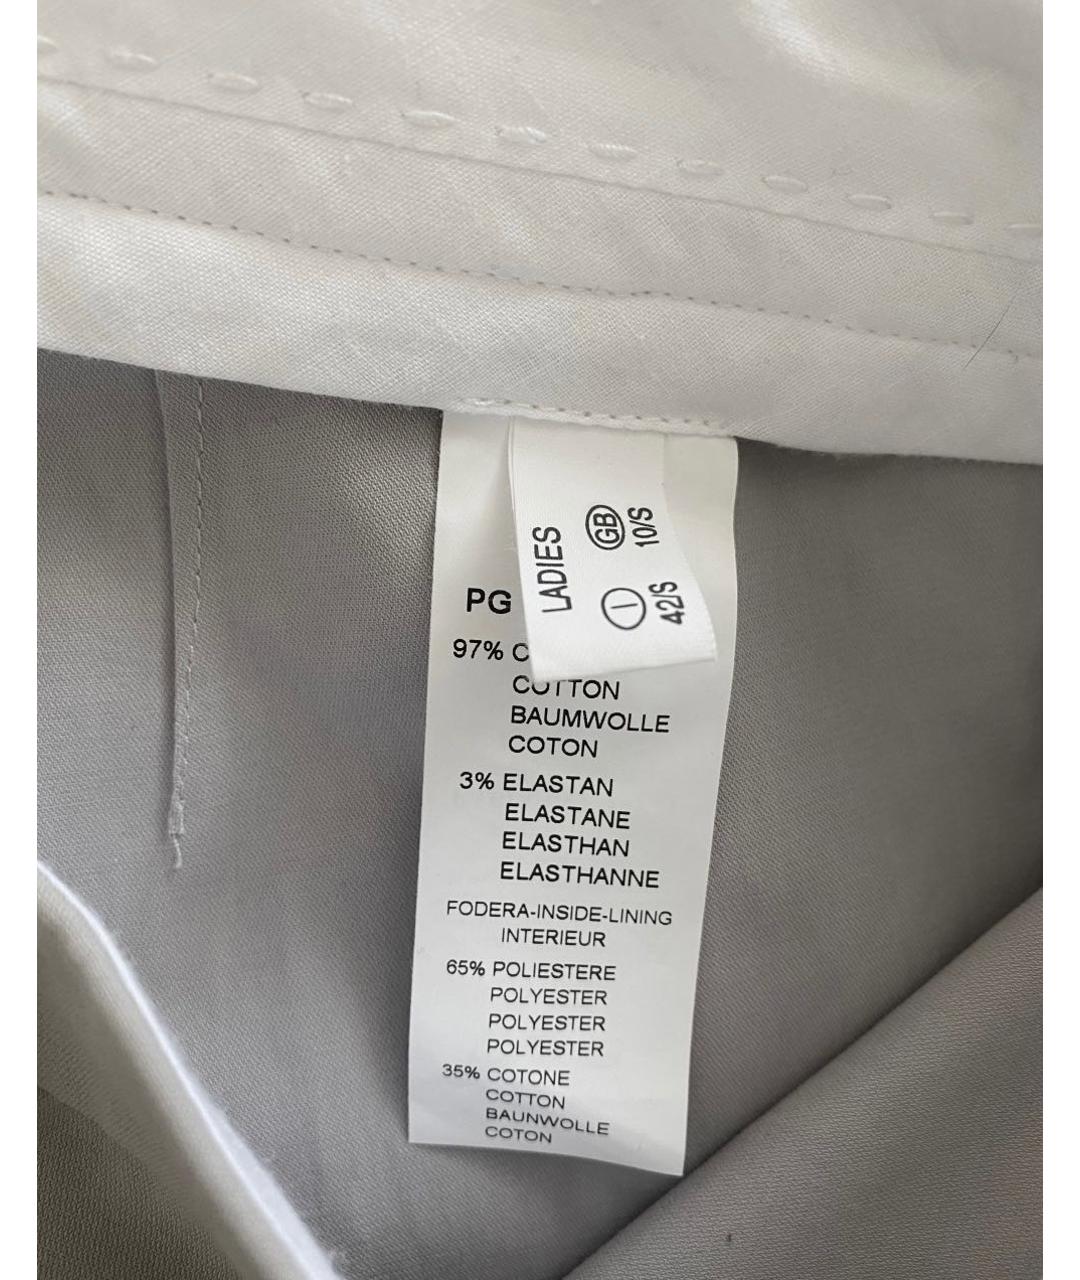 LADIES
I GB
42/S 10/S
PG
97% C
COTTON
BAUMWOLLE
COTON
3% ELASTAN
ELASTANE
ELASTHAN
ELASTHANNE
FODERA-INSIDE-LINING
INTERIEUR
65% POLIESTERE
POLYESTER
POLYESTER
POLYESTER
35% COTONE
COTTON
BAUNWOLLE
COTON